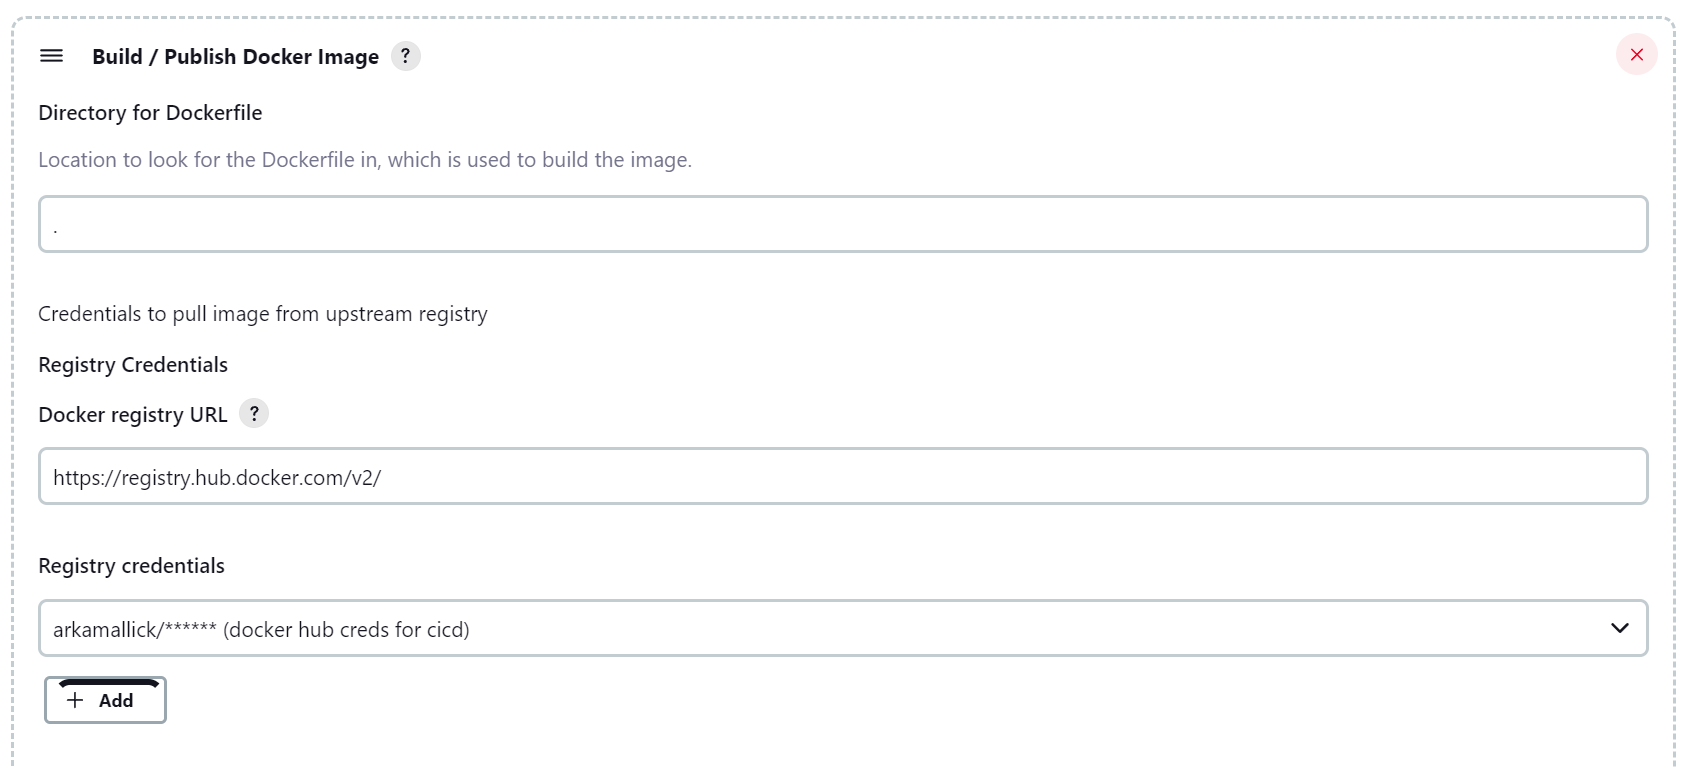 Build / Publish Docker Image ?
Directory for Dockerfile
Location to look for the Dockerfile in, which is used to build the image.
.
Credentials to pull image from upstream registry
Registry Credentials
Docker registry URL ?
https://registry.hub.docker.com/v2/
Registry credentials
arkamallick/****** (docker hub creds for cicd)
+ Add